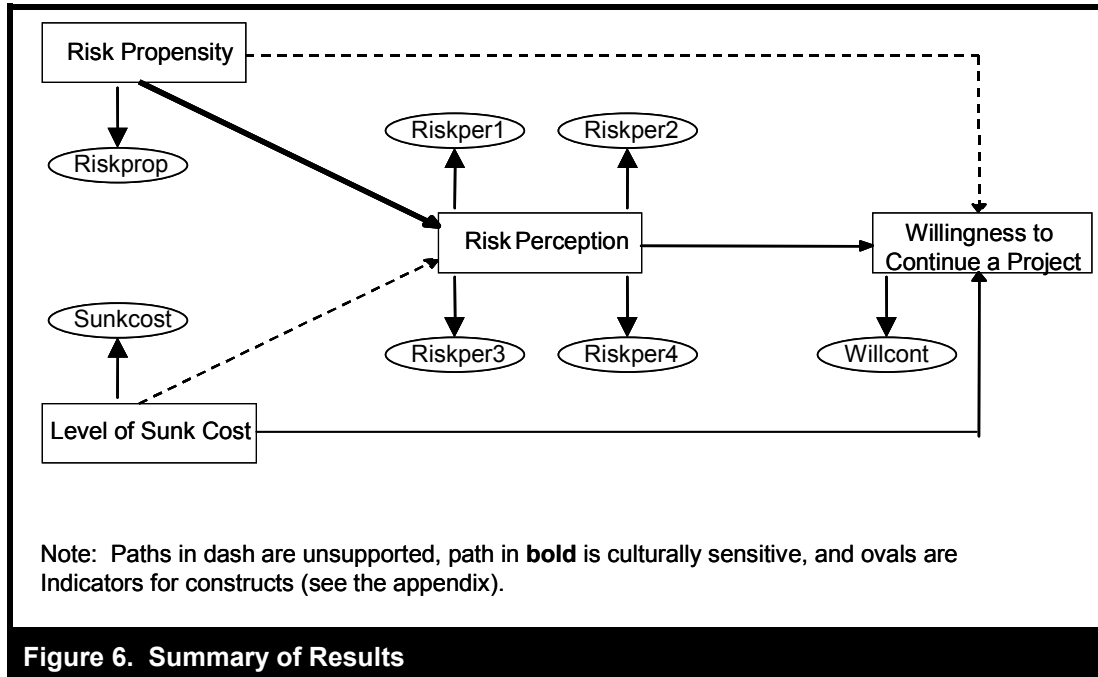 Risk Propensity
Riskprop
Riskper1
Riskper2
Risk Perception
Willingness to
Continue a Project
Sunkcost
Riskper3
Riskper4
Willcont
Level of Sunk Cost
Note: Paths in dash are unsupported, path in bold is culturally sensitive, and ovals are
Indicators for constructs (see the appendix).
Figure 6. Summary of Results